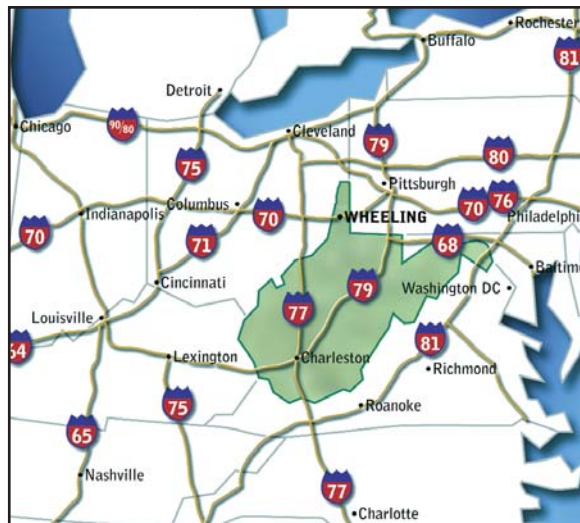 Rochester
Buffalo
81
Detroit
Chicago
90/80
Cleveland
79
75
80
Pittsburgh
Columbus
70
WHEELING
70
76
Indianapolis
Philadelphi
70
71
68
Cincinnati
79
Baltim
Washington DC
77
Louisville
64
Lexington
Charleston
81
Richmond
75
Roanoke
65
Nashville
77
Charlotte